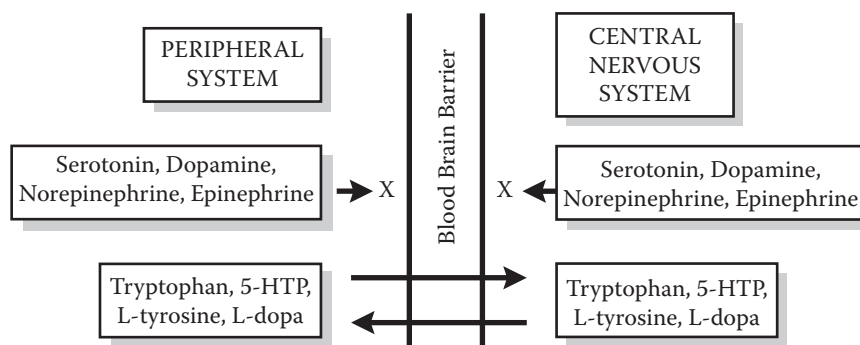 PERIPHERAL
SYSTEM
Blood Brain Barrier
CENTRAL
NERVOUS
SYSTEM
Serotonin, Dopamine,
Norepinephrine, Epinephrine
X
X
Serotonin, Dopamine,
Norepinephrine, Epinephrine
Tryptophan, 5-HTP,
L-tyrosine, L-dopa
Tryptophan, 5-HTP,
L-tyrosine, L-dopa